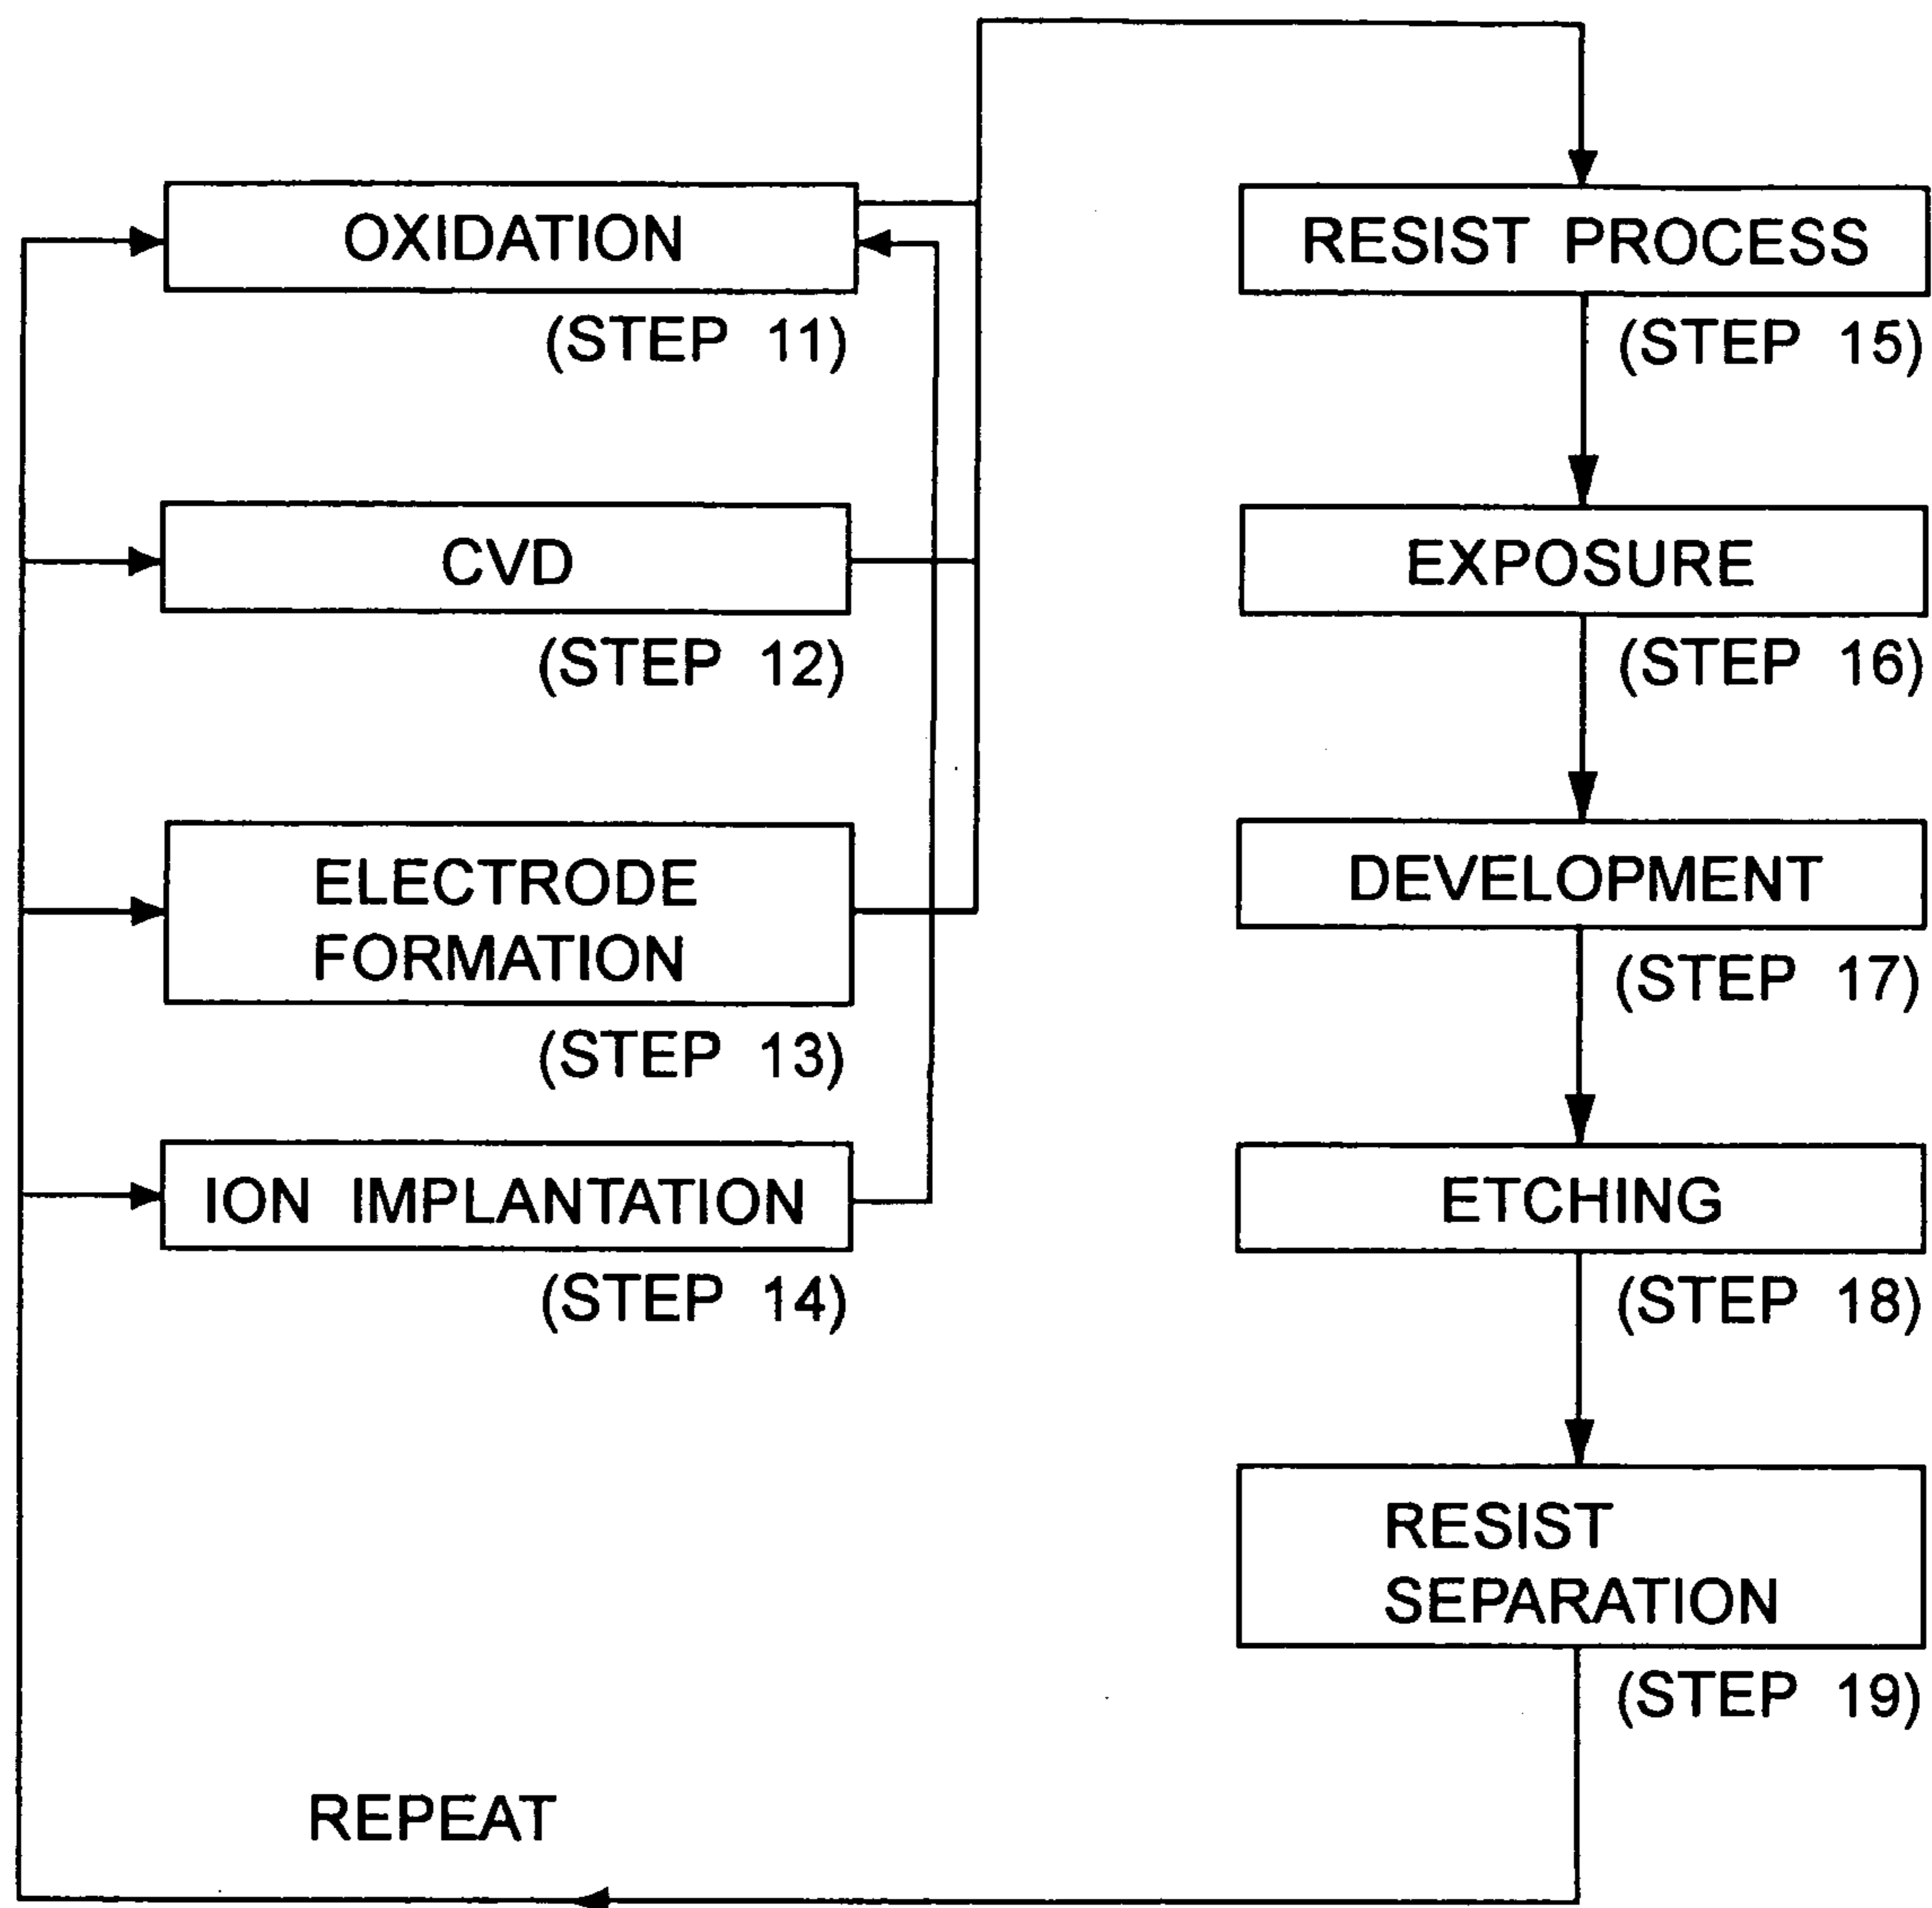 OXIDATION
(STEP 11)
CVD
(STEP 12)
ELECTRODE
FORMATION
(STEP 13)
ION IMPLANTATION
(STEP 14)
RESIST PROCESS
(STEP 15)
EXPOSURE
(STEP 16)
DEVELOPMENT
(STEP 17)
ETCHING
(STEP 18)
RESIST
SEPARATION
(STEP 19)
REPEAT